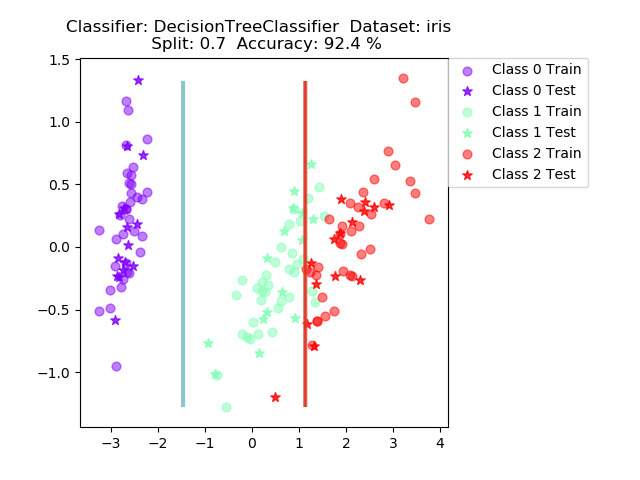 Classifier: DecisionTreeClassifier  Dataset: iris
Split: 0.7  Accuracy: 92.4 %
1.5
1.0
0.5
0.0
−0.5
−1.0
−3 −2 −1 0 1 2 3 4
Class 0 Train
Class 0 Test
Class 1 Train
Class 1 Test
Class 2 Train
Class 2 Test